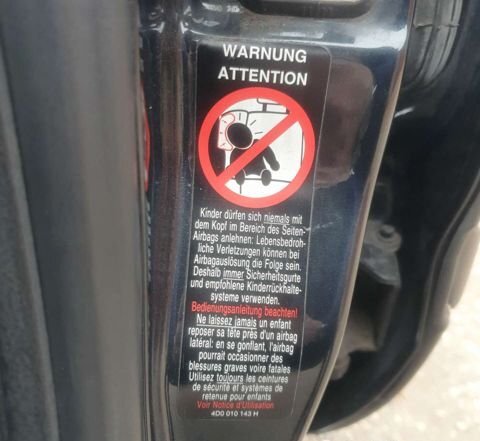 WARNUNG
ATTENTION
Kinder dürfen sich niemals mit
dem Kopf im Bereich des Seiten-
Airbags anlehnen: Lebensbedroh-
liche Verletzungen können bei
Airbagauslösung die Folge sein.
Deshalb immer Sicherheitsgurte
und empfohlene Kinderrückhalte-
systeme verwenden.
Bedienungsanleitung beachten!
Ne laissez jamais un enfant
reposer sa tête près d'un airbag
latéral: en se gonflant, l'airbag
pourrait occasionner des
blessures graves voire fatales
Utilisez toujours les ceintures
de sécurité et systèmes de
retenue pour enfants
Voir Notice d'Utilisation
4D0 010 143 H